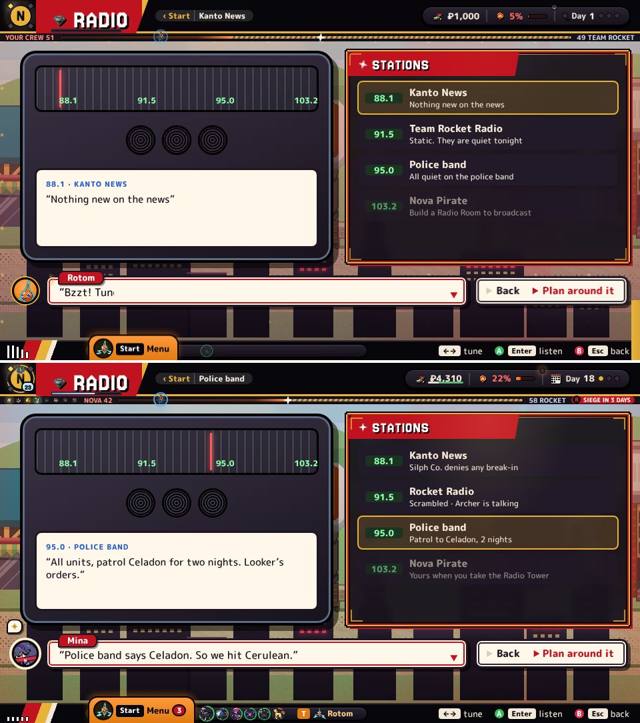 N RADIO ‹ Start Kanto News ₽1,000 5% Day 1
YOUR CREW 51 49 TEAM ROCKET
88.1 91.5 95.0 103.2
88.1 · KANTO NEWS
“Nothing new on the news”
STATIONS
88.1 Kanto News
Nothing new on the news
91.5 Team Rocket Radio
Static. They are quiet tonight
95.0 Police band
All quiet on the police band
103.2 Nova Pirate
Build a Radio Room to broadcast
Rotom
“Bzzt! Tun
Back Plan around it
Start Menu
tune A Enter listen B Esc back
N RADIO ‹ Start Police band ₽4,310 22% Day 18
NOVA 42 58 ROCKET SIEGE IN 3 DAYS
88.1 91.5 95.0 103.2
95.0 · POLICE BAND
“All units, patrol Celadon for two nights. Looker’s
orders.”
STATIONS
88.1 Kanto News
Silph Co. denies any break-in
91.5 Rocket Radio
Scrambled · Archer is talking
95.0 Police band
Patrol to Celadon, 2 nights
103.2 Nova Pirate
Yours when you take the Radio Tower
Mina
“Police band says Celadon. So we hit Cerulean.”
Back Plan around it
Start Menu 3 T Rotom
tune A Enter listen B Esc back